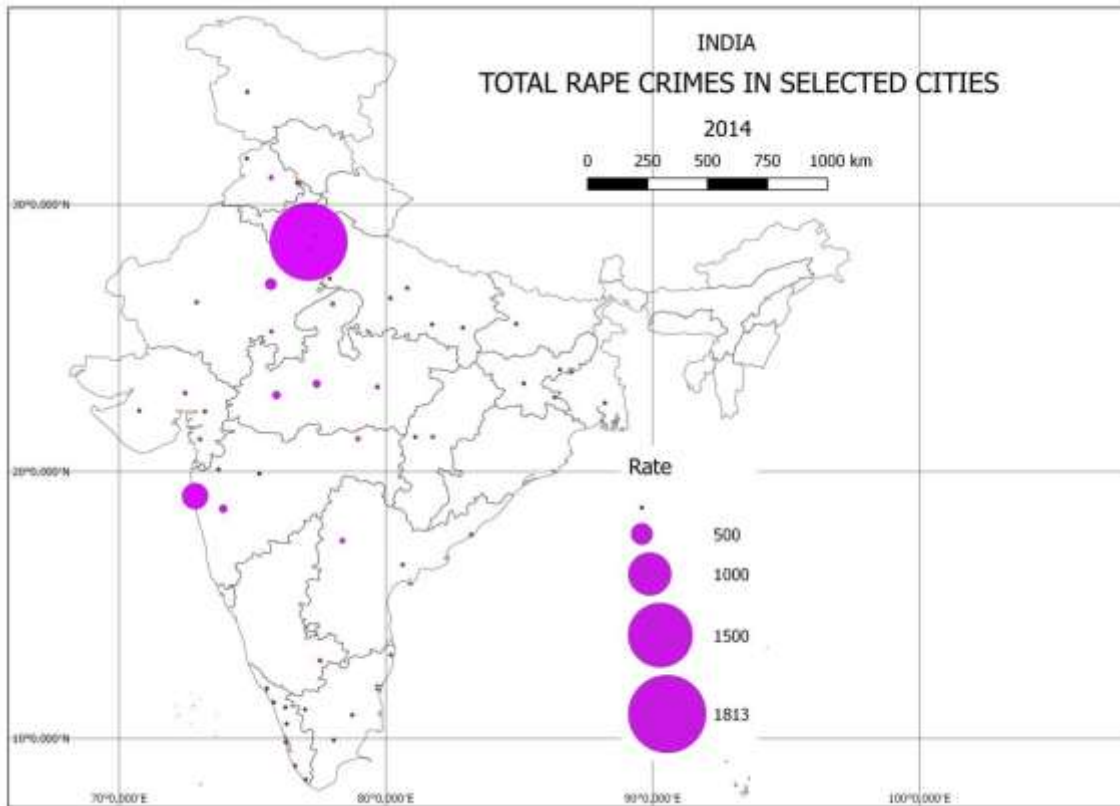 INDIA
TOTAL RAPE CRIMES IN SELECTED CITIES
2014
0 250 500 750 1000 km
30°0.000'N
20°0.000'N
Rate
500
1000
1500
1813
10°0.000'N
70°0.000'E 80°0.000'E 90°0.000'E 100°0.000'E